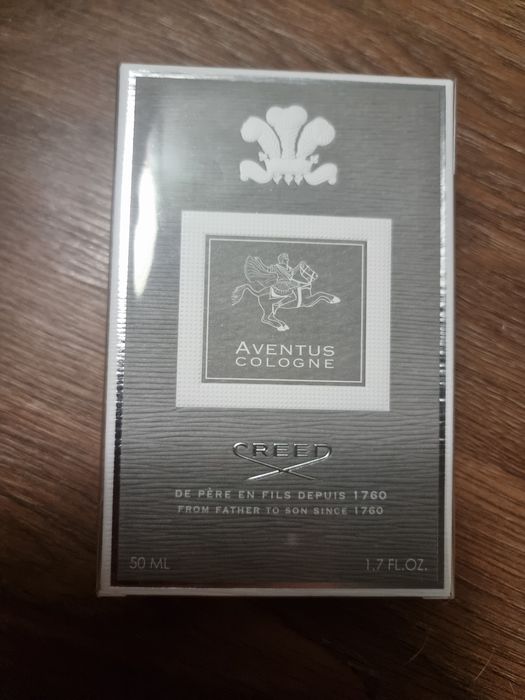 AVENTUS
COLOGNE
CREED
DE PÈRE EN FILS DEPUIS 1760
FROM FATHER TO SON SINCE 1760
50 ML 1.7 FL.OZ.